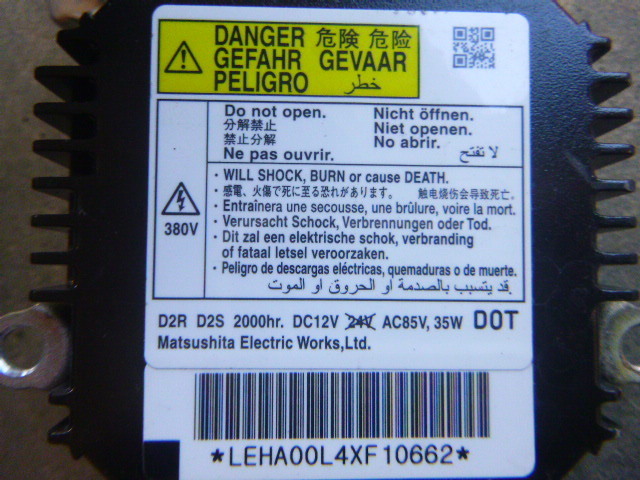 DANGER 危険 危险
GEFAHR GEVAAR
PELIGRO خطر
Do not open.
分解禁止
禁止分解
Ne pas ouvrir.
Nicht öffnen.
Niet openen.
No abrir.
لا تفتح
380V
· WILL SHOCK, BURN or cause DEATH.
· 感電、火傷で死に至る恐れがあります。 触电烧伤会导致死亡。
· Entraînera une secousse, une brûlure, voire la mort.
· Verursacht Schock, Verbrennungen oder Tod.
· Dit zal een elektrische schok, verbranding
of fataal letsel veroorzaken.
· Peligro de descargas eléctricas, quemaduras o de muerte.
قد يتسبب بالصدمة أو الحروق او الموت.
D2R D2S 2000hr. DC12V 24V AC85V, 35W DOT
Matsushita Electric Works,Ltd.
*LEHA00L4XF10662*